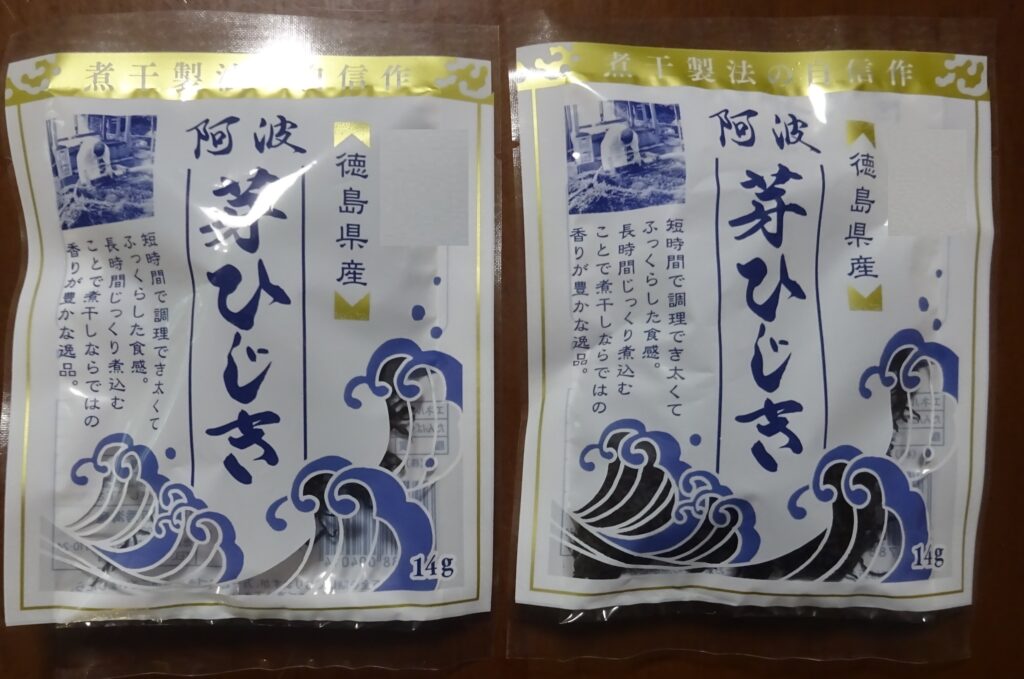 煮干製法の自信作
徳島県産
阿波
芽ひじき
短時間で調理でき太くて
ふっくらした食感。
長時間じっくり煮込む
ことで煮干しならではの
香りが豊かな逸品。
14g
煮干製法の自信作
徳島県産
阿波
芽ひじき
短時間で調理でき太くて
ふっくらした食感。
長時間じっくり煮込む
ことで煮干しならではの
香りが豊かな逸品。
14g